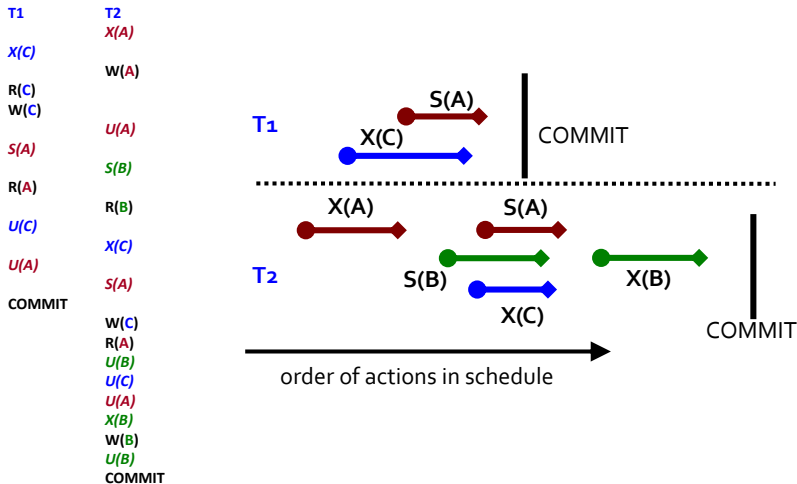 T1 T2
X(A)
X(C)
W(A)
R(C)
W(C)
U(A)
S(A)
S(B)
R(A)
R(B)
U(C)
X(C)
U(A)
S(A)
COMMIT
W(C)
R(A)
U(B)
U(C)
U(A)
X(B)
W(B)
U(B)
COMMIT
S(A)
T1
X(C)
COMMIT
X(A) S(A)
T2
S(B)
X(B)
X(C)
COMMIT
order of actions in schedule